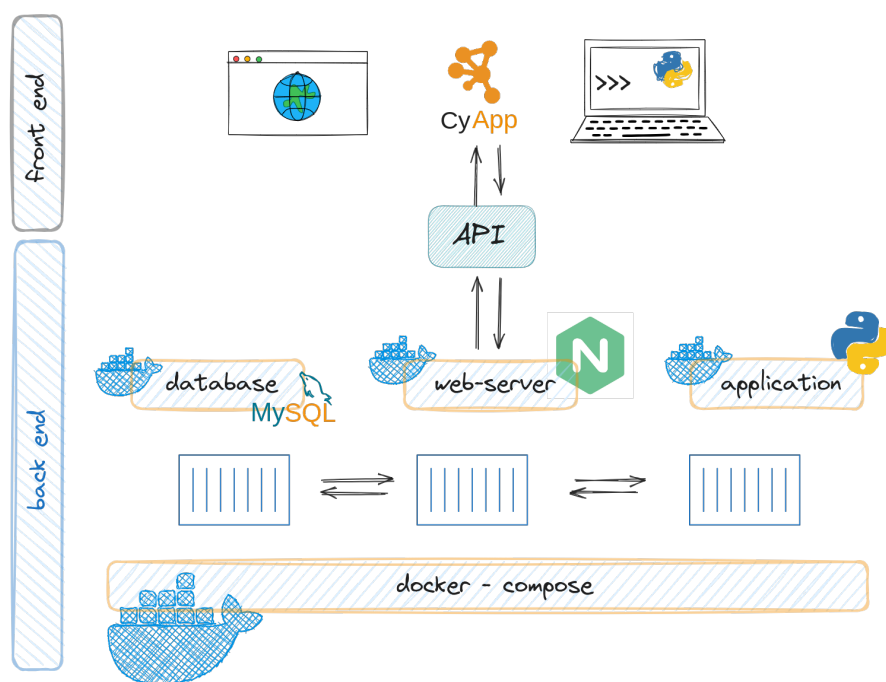 front end
>>>
CyApp
API
back end
database
MySQL
web-server
N
application
docker - compose